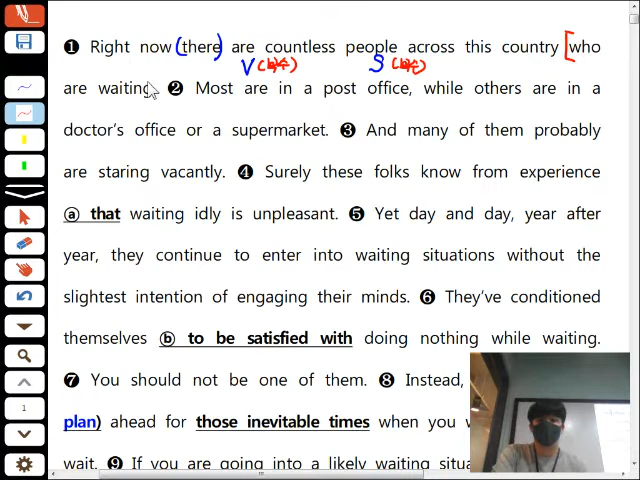 ❶ Right now (there) are countless people across this country [who
V (복수) S (복수)
are waiting ❷ Most are in a post office, while others are in a
doctor's office or a supermarket. ❸ And many of them probably
are staring vacantly. ❹ Surely these folks know from experience
ⓐ that waiting idly is unpleasant. ❺ Yet day and day, year after
year, they continue to enter into waiting situations without the
slightest intention of engaging their minds. ❻ They've conditioned
themselves ⓑ to be satisfied with doing nothing while waiting.
❼ You should not be one of them. ❽ Instead,
plan) ahead for those inevitable times when you
wait. ❾ If you are going into a likely waiting
1